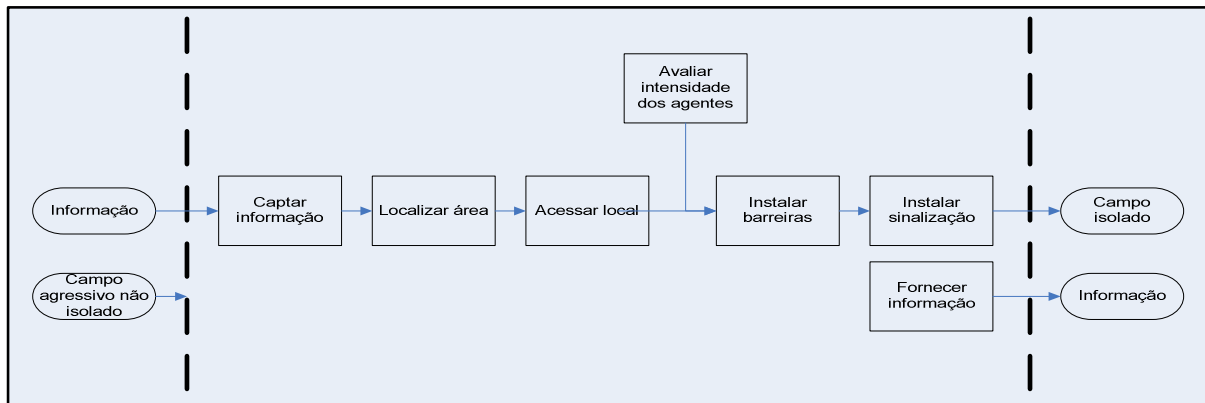 Avaliar
intensidade
dos agentes
Informação
Captar
informação
Localizar área
Acessar local
Instalar
barreiras
Instalar
sinalização
Campo
isolado
Campo
agressivo não
isolado
Fornecer
informação
Informação